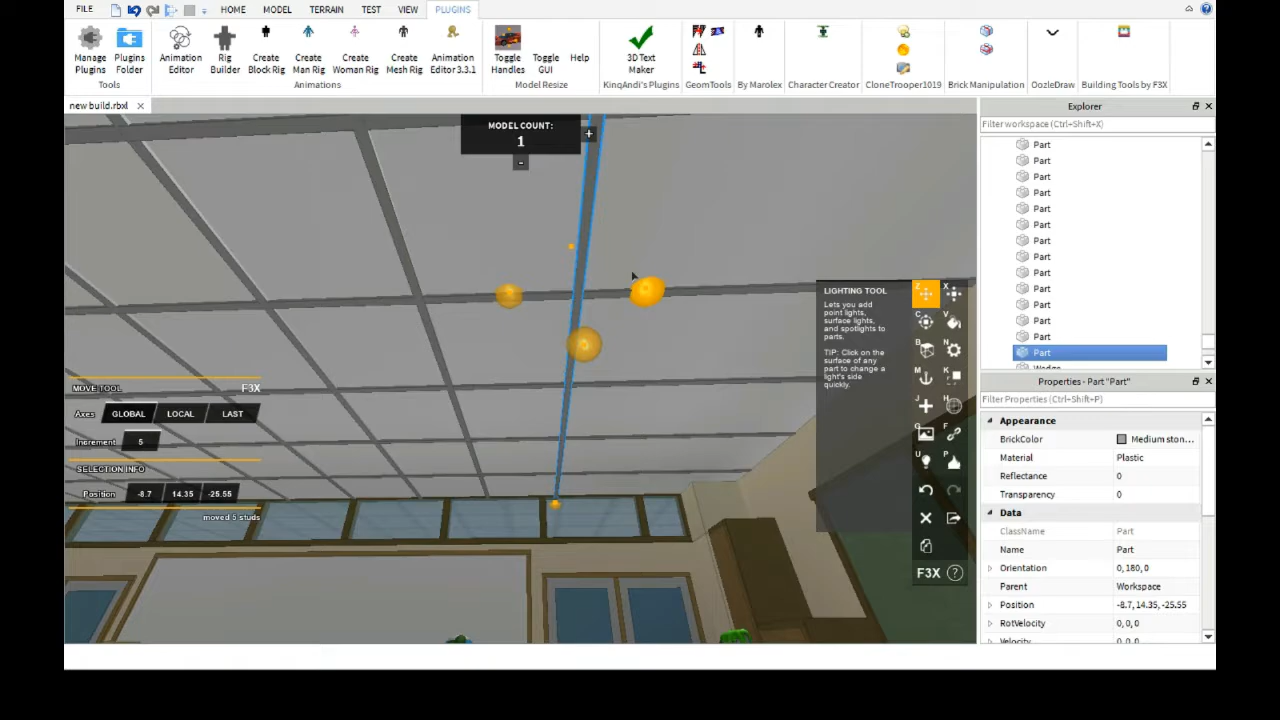 FILE HOME MODEL TERRAIN TEST VIEW PLUGINS
Manage Plugins
Plugins Folder
Animation Editor
Rig Builder
Create Block Rig
Create Man Rig
Create Woman Rig
Create Mesh Rig
Animation Editor 3.3.1
Toggle Handles
Toggle GUI
Help
3D Text Maker
Tools Animations Model Resize KinqAndi's Plugins GeomTools By Marolex Character Creator CloneTrooper1019 Brick Manipulation OozleDraw Building Tools by F3X
new build.rbxl
MODEL COUNT:
1
+
-
MOVE TOOL F3X
Axes GLOBAL LOCAL LAST
Increment 5
SELECTION INFO
Position -8.7 14.35 -25.55
moved 5 studs
LIGHTING TOOL
Lets you add
point lights,
surface lights,
and spotlights to
parts.
TIP: Click on the
surface of any
part to change a
light's side
quickly.
Z X
C V
B N
M K
J H
G F
U P
F3X ?
Explorer
Filter workspace (Ctrl+Shift+X)
Part
Part
Part
Part
Part
Part
Part
Part
Part
Part
Part
Part
Part
Part
Wedge
Properties - Part "Part"
Filter Properties (Ctrl+Shift+P)
Appearance
BrickColor Medium ston...
Material Plastic
Reflectance 0
Transparency 0
Data
ClassName Part
Name Part
Orientation 0, 180, 0
Parent Workspace
Position -8.7, 14.35, -25.55
RotVelocity 0, 0, 0
Velocity 0, 0, 0